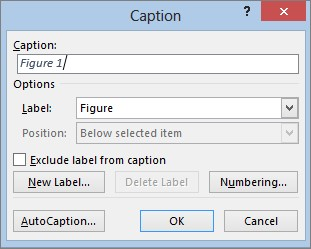 Caption
?
Caption:
Figure 1
Options
Label: Figure
Position: Below selected item
Exclude label from caption
New Label... Delete Label Numbering...
AutoCaption... OK Cancel